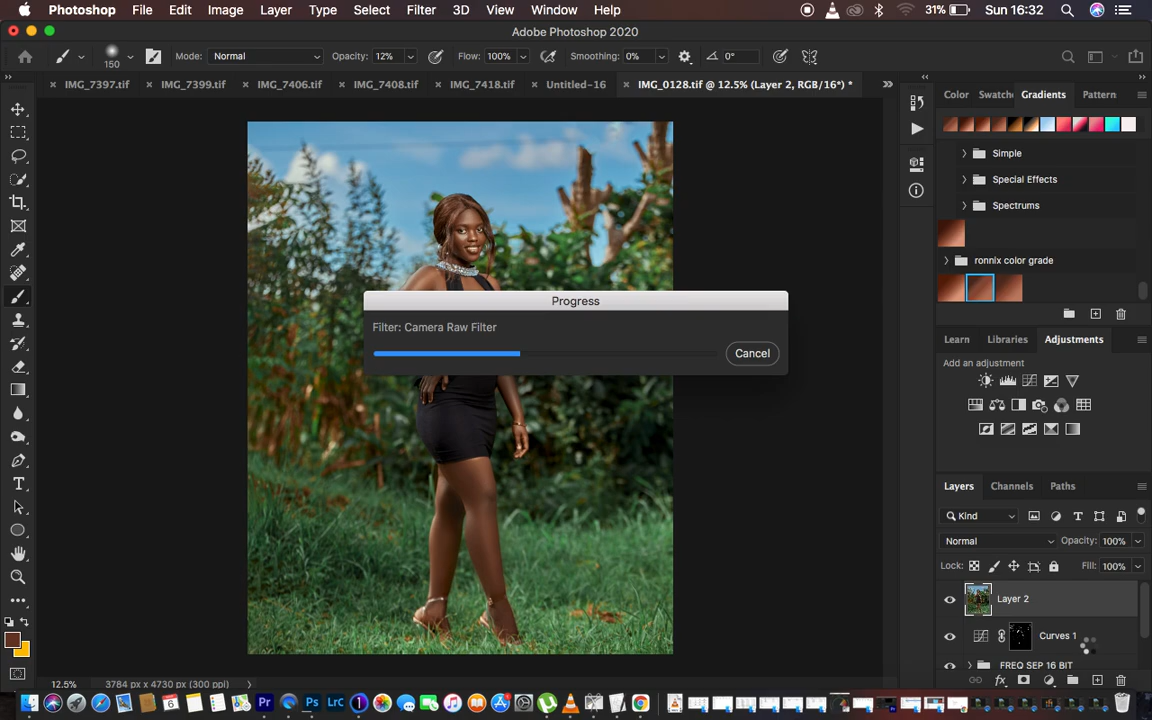 Photoshop File Edit Image Layer Type Select Filter 3D View Window Help 31% Sun 16:32
Adobe Photoshop 2020
150 Mode: Normal Opacity: 12% Flow: 100% Smoothing: 0% 0°
IMG_7397.tif IMG_7399.tif IMG_7406.tif IMG_7408.tif IMG_7418.tif Untitled-16 IMG_0128.tif @ 12.5% (Layer 2, RGB/16*) *
Color Swatch Gradients Pattern
Simple
Special Effects
Spectrums
ronnix color grade
Progress
Filter: Camera Raw Filter
Cancel
Learn Libraries Adjustments
Add an adjustment
Layers Channels Paths
Kind
Normal Opacity: 100%
Lock: Fill: 100%
Layer 2
Curves 1
FREQ SEP 16 BIT
12.5% 3784 px x 4730 px (300 ppi)
Pr Ps LrC